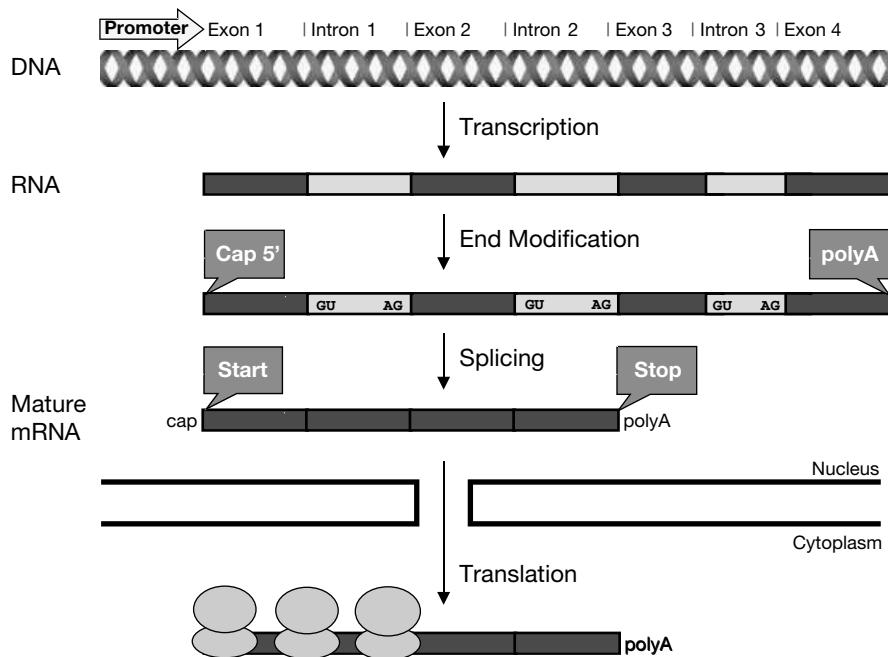 Promoter Exon 1 | Intron 1 | Exon 2 | Intron 2 | Exon 3 | Intron 3 | Exon 4
DNA
Transcription
RNA
End Modification
Cap 5’
polyA
GU AG GU AG GU AG
Splicing
Start
Stop
Mature
mRNA
cap
polyA
Nucleus
Cytoplasm
Translation
polyA